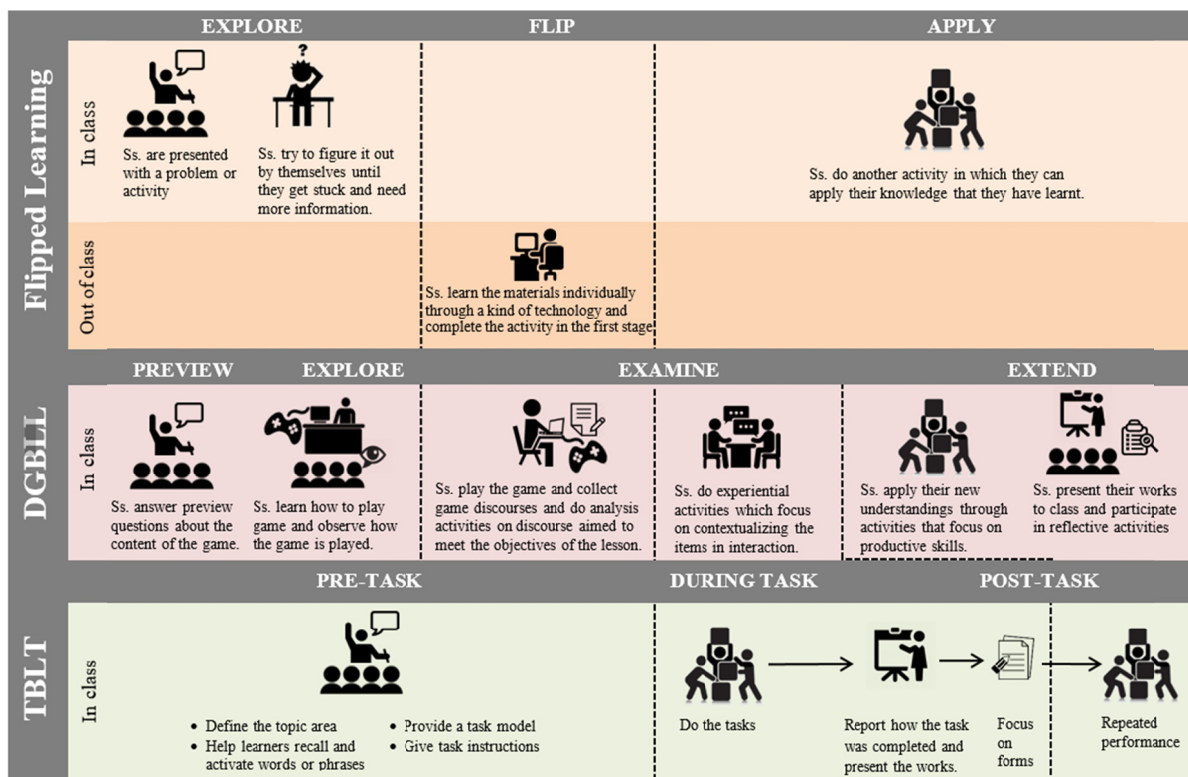 EXPLORE
FLIP
APPLY
Flipped Learning
In class
?
Ss. are presented
with a problem or
activity
Ss. try to figure it out
by themselves until
they get stuck and need
more information.
Ss. do another activity in which they can
apply their knowledge that they have learnt.
Out of class
Ss. learn the materials individually
through a kind of technology and
complete the activity in the first stage
PREVIEW
EXPLORE
EXAMINE
EXTEND
DGBLL
In class
Ss. answer preview
questions about the
content of the game.
Ss. learn how to play
game and observe how
the game is played.
Ss. play the game and collect
game discourses and do analysis
activities on discourse aimed to
meet the objectives of the lesson.
Ss. do experiential
activities which focus
on contextualizing the
items in interaction.
Ss. apply their new
understandings through
activities that focus on
productive skills.
Ss. present their works
to class and participate
in reflective activities
PRE-TASK
DURING TASK
POST-TASK
TBLT
In class
• Define the topic area
• Help learners recall and
activate words or phrases
• Provide a task model
• Give task instructions
Do the tasks
Report how the task
was completed and
present the works.
Focus
on
forms
Repeated
performance